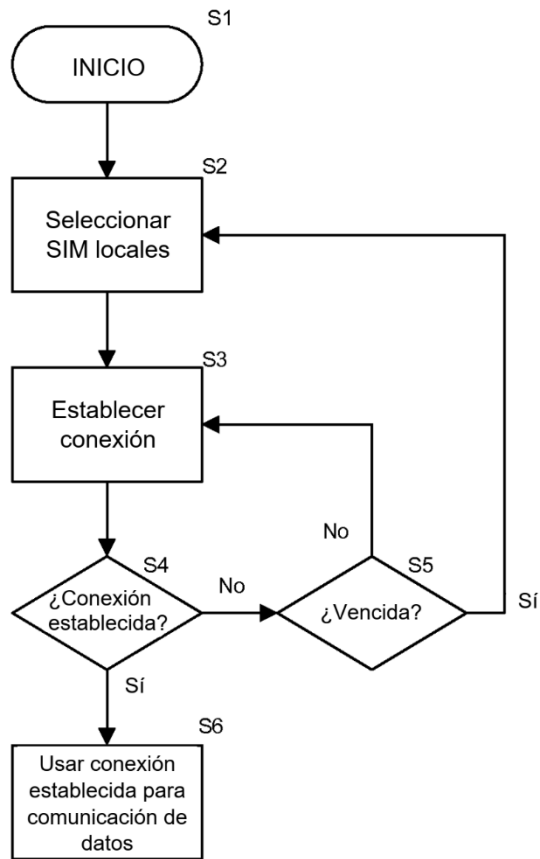 S1
INICIO
S2
Seleccionar
SIM locales
S3
Establecer
conexión
No
S4
S5
¿Conexión
establecida?
No
¿Vencida?
Sí
Sí
S6
Usar conexión
establecida para
comunicación de
datos